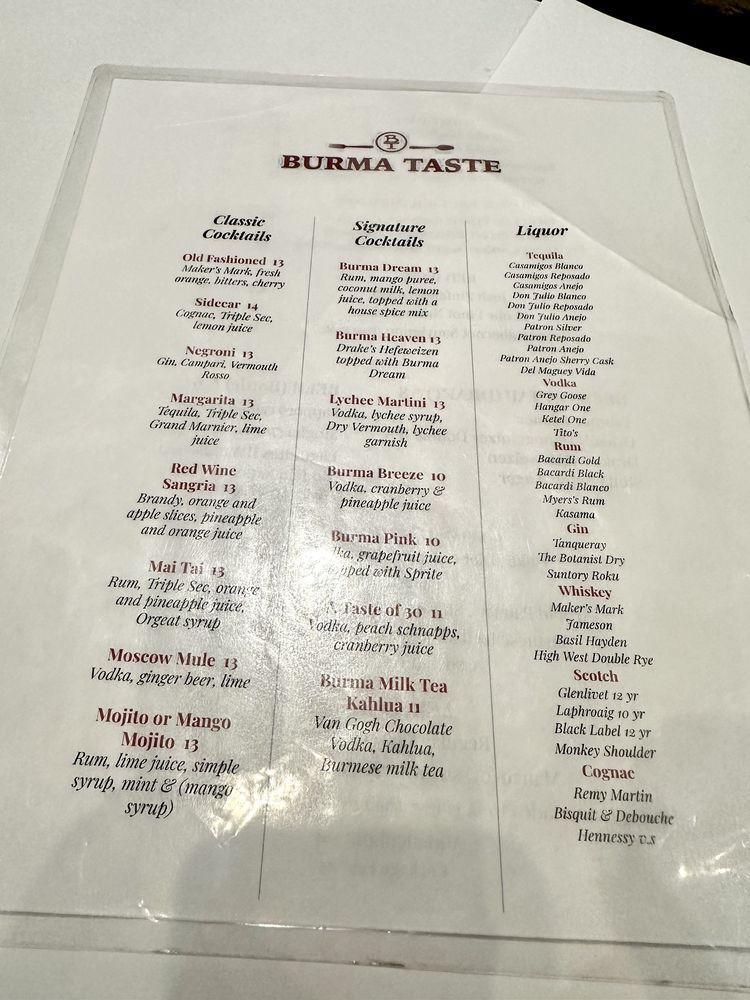 BT
BURMA TASTE
Classic
Cocktails
Old Fashioned 13
Maker's Mark, fresh
orange, bitters, cherry
Sidecar 14
Cognac, Triple Sec,
lemon juice
Negroni 13
Gin, Campari, Vermouth
Rosso
Margarita 13
Tequila, Triple Sec,
Grand Marnier, lime
juice
Red Wine
Sangria 13
Brandy, orange and
apple slices, pineapple
and orange juice
Mai Tai 13
Rum, Triple Sec, orange
and pineapple juice,
Orgeat syrup
Moscow Mule 13
Vodka, ginger beer, lime
Mojito or Mango
Mojito 13
Rum, lime juice, simple
syrup, mint & (mango
syrup)
Signature
Cocktails
Burma Dream 13
Rum, mango puree,
coconut milk, lemon
juice, topped with a
house spice mix
Burma Heaven 13
Drake's Hefeweizen
topped with Burma
Dream
Lychee Martini 13
Vodka, lychee syrup,
Dry Vermouth, lychee
garnish
Burma Breeze 10
Vodka, cranberry &
pineapple juice
Burma Pink 10
grapefruit juice,
with Sprite
A Taste of 30 11
Vodka, peach schnapps,
cranberry juice
Burma Milk Tea
Kahlua 11
Van Gogh Chocolate
Vodka, Kahlua,
Burmese milk tea
Liquor
Tequila
Casamigos Blanco
Casamigos Reposado
Casamigos Anejo
Don Julio Blanco
Don Julio Reposado
Don Julio Anejo
Patron Silver
Patron Reposado
Patron Anejo
Patron Anejo Sherry Cask
Del Maguey Vida
Vodka
Grey Goose
Hangar One
Ketel One
Tito's
Rum
Bacardi Gold
Bacardi Black
Bacardi Blanco
Myers's Rum
Kasama
Gin
Tanqueray
The Botanist Dry
Suntory Roku
Whiskey
Maker's Mark
Jameson
Basil Hayden
High West Double Rye
Scotch
Glenlivet 12 yr
Laphroaig 10 yr
Black Label 12 yr
Monkey Shoulder
Cognac
Remy Martin
Bisquit & Debouche
Hennessy v.s